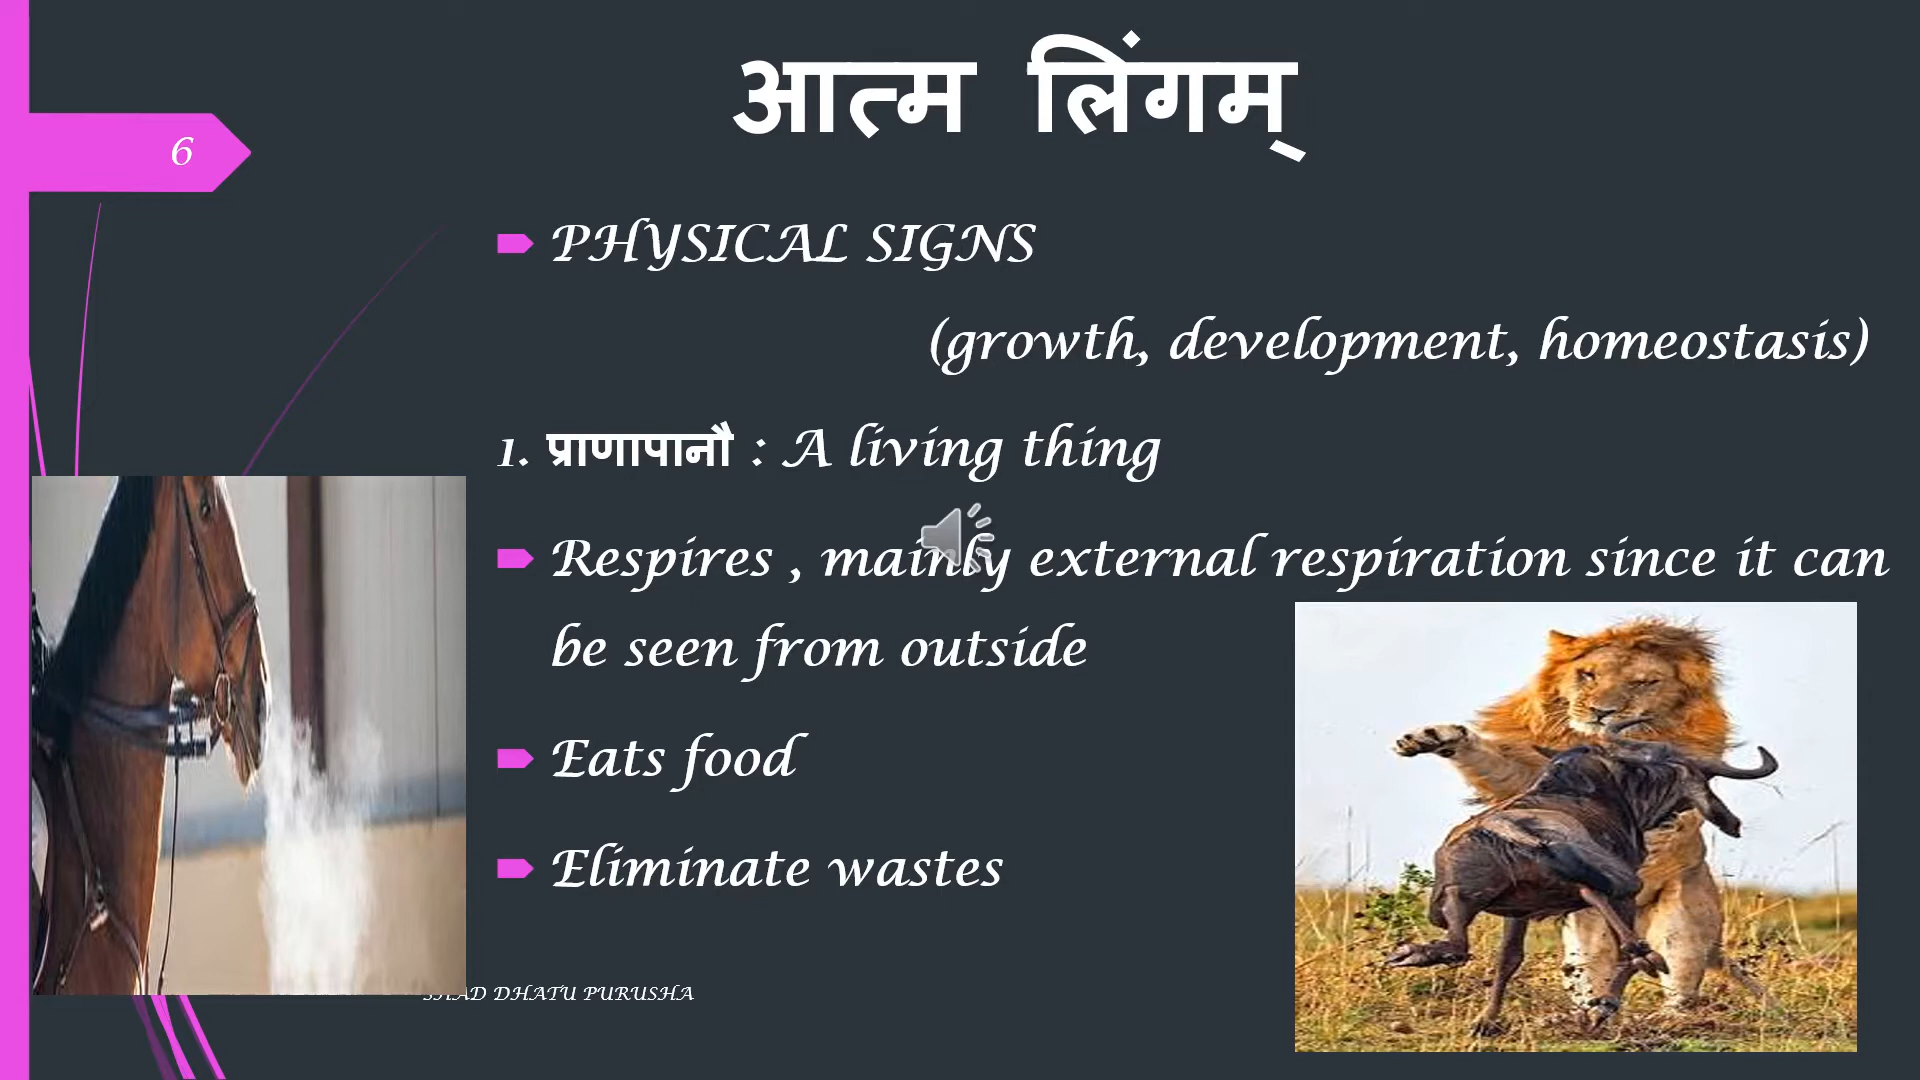 आत्म लिंगम्
6
PHYSICAL SIGNS
(growth, development, homeostasis)
1. प्राणापानौ : A living thing
Respires , mainly external respiration since it can
be seen from outside
Eats food
Eliminate wastes
SHAD DHATU PURUSHA